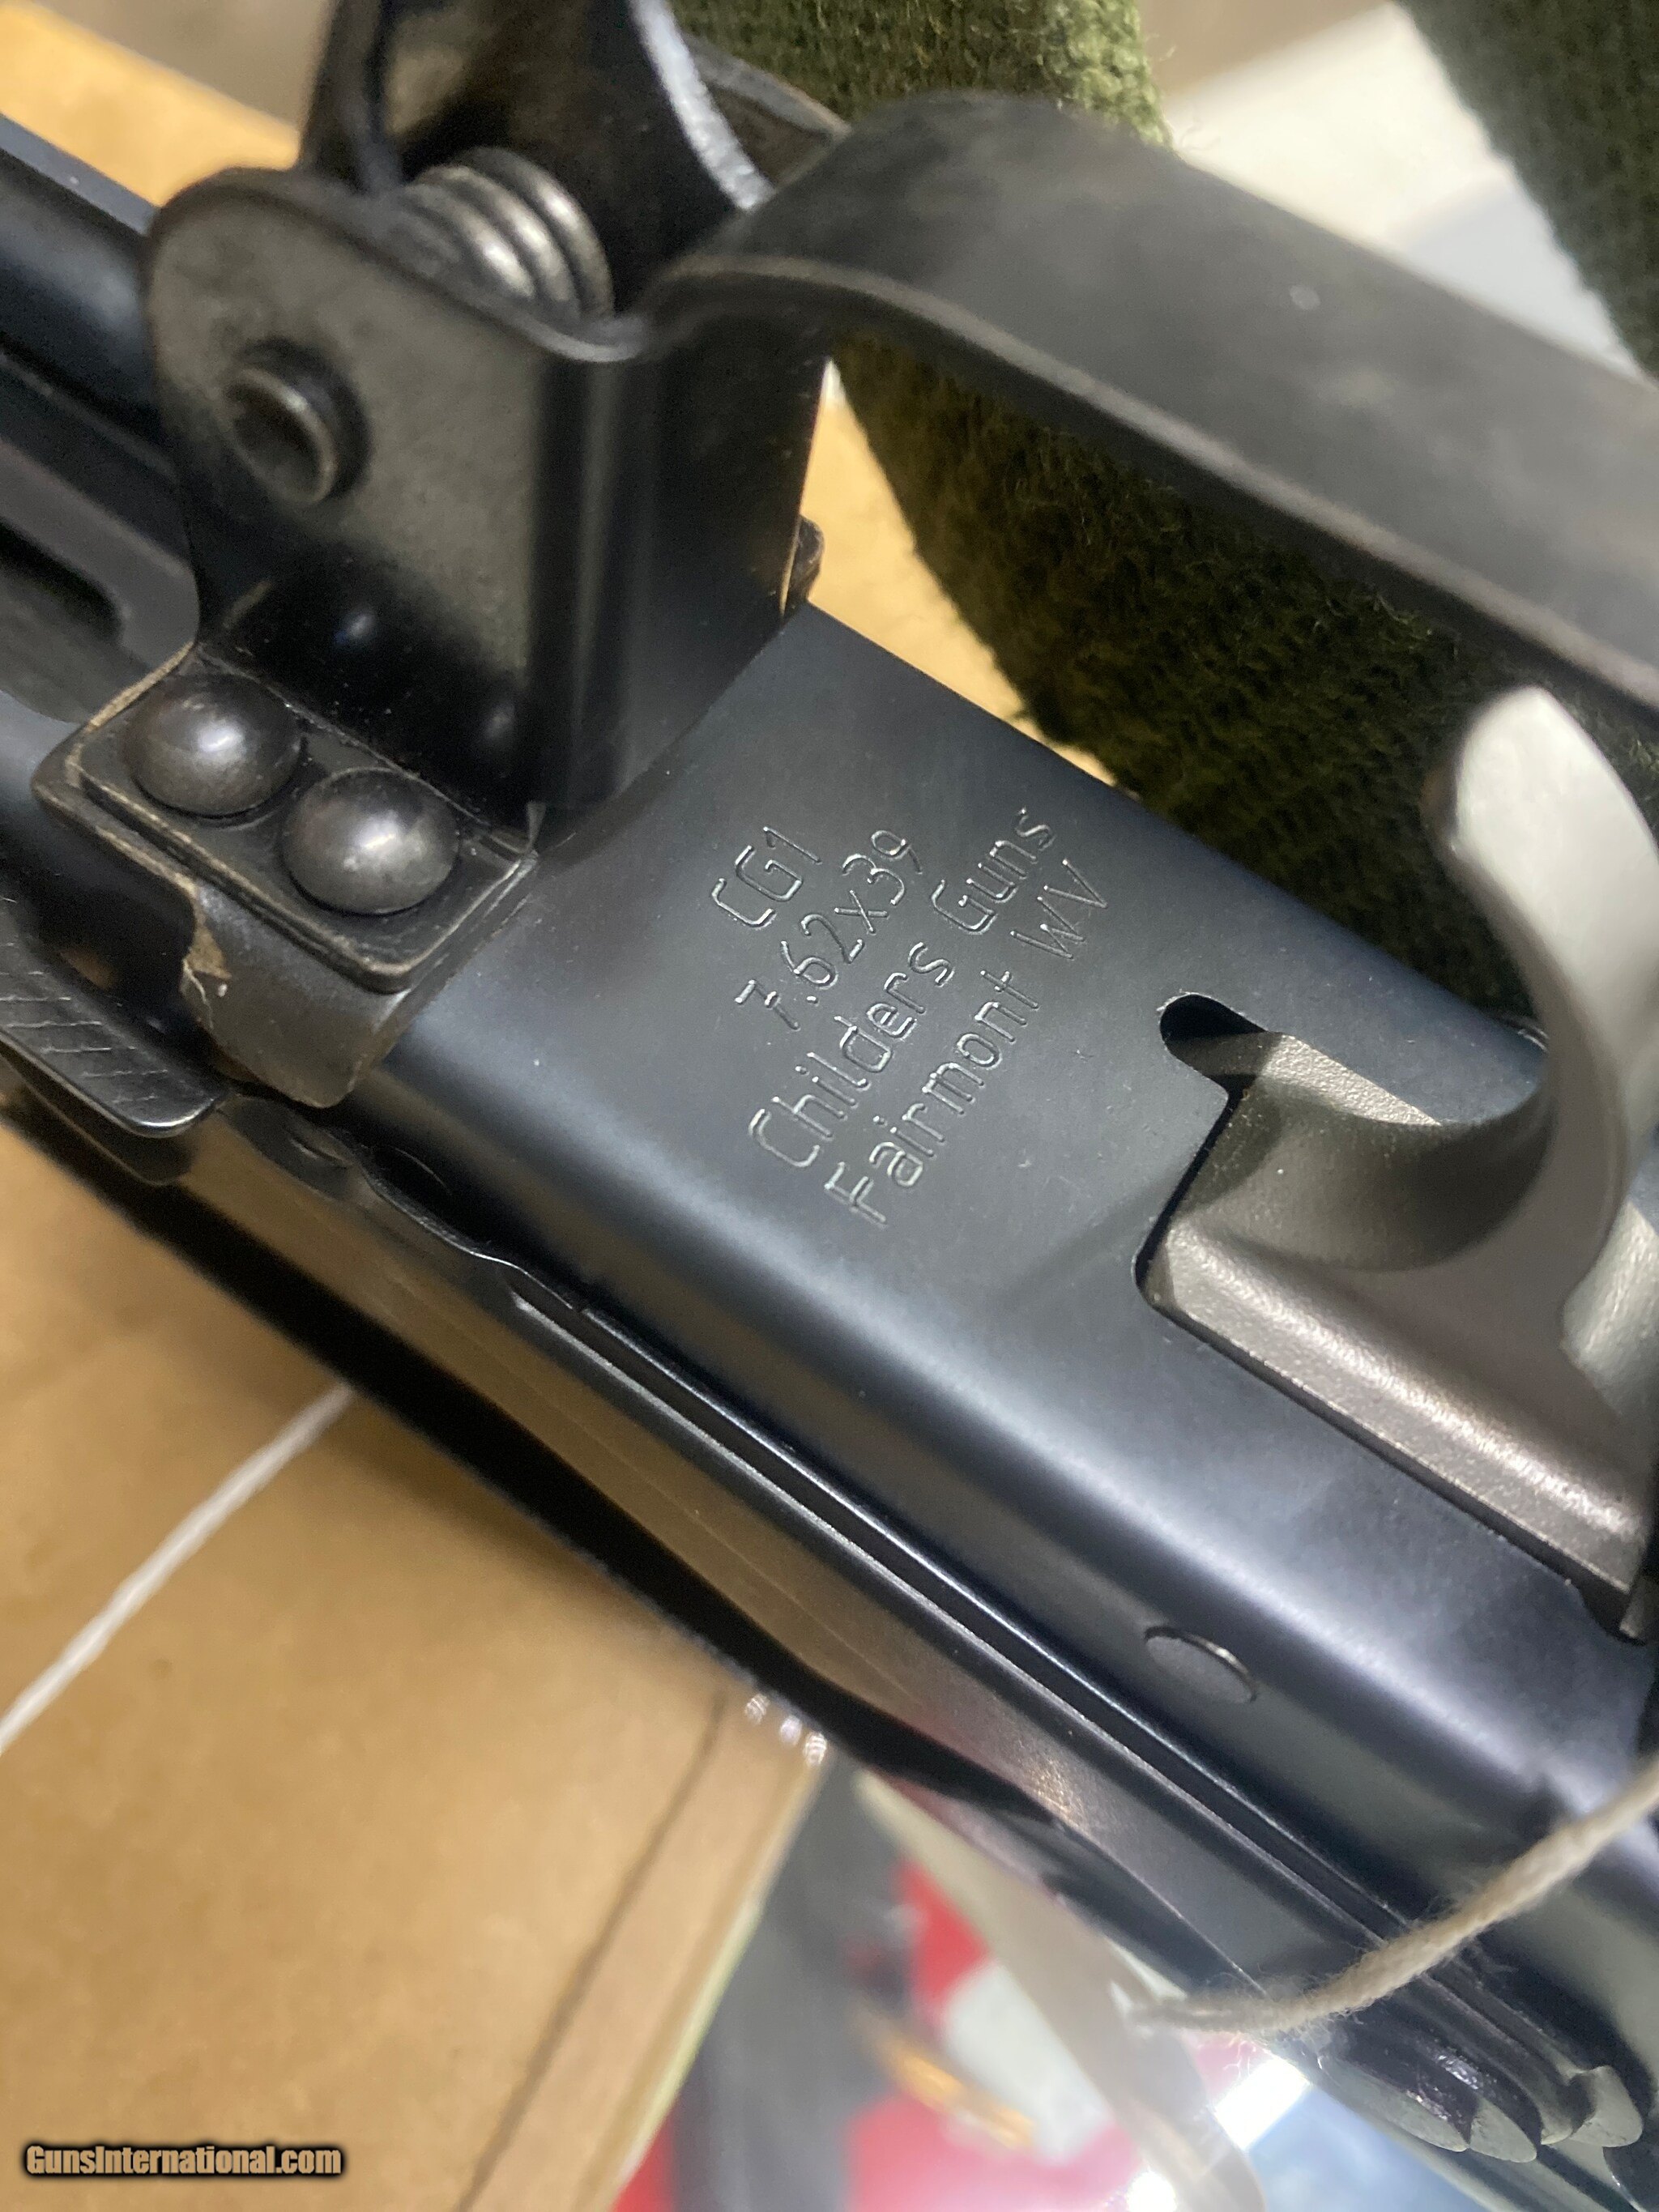 CG1
7.62x39
Childers Guns
Fairmont WV
GunsInternational.com